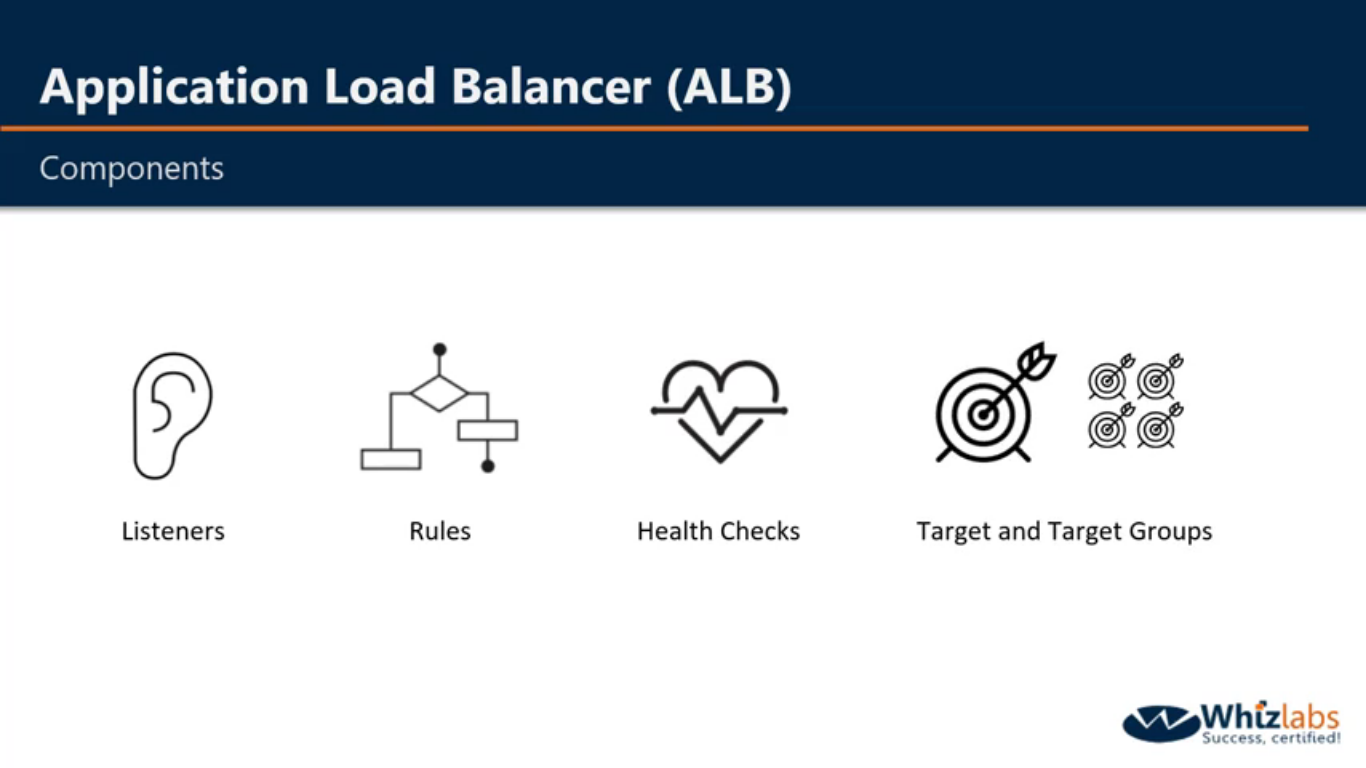 Application Load Balancer (ALB)
Components
Listeners
Rules
Health Checks
Target and Target Groups
Whizlabs
Success, certified!